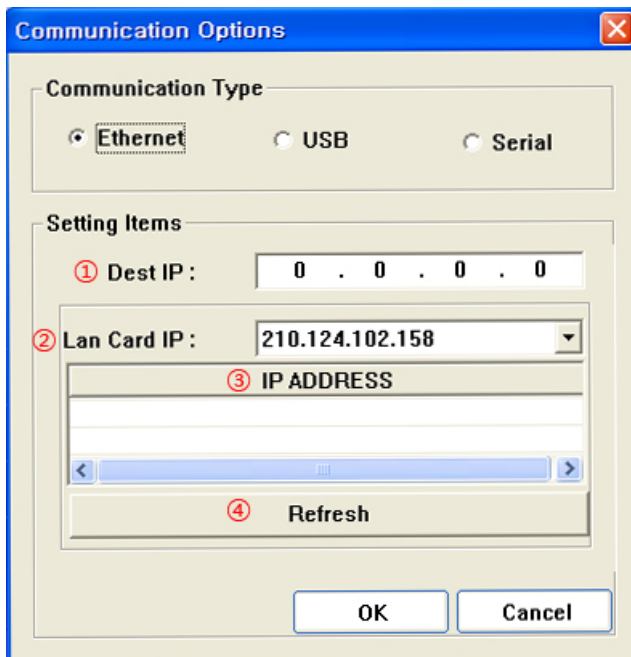 Communication Options
Communication Type
Ethernet USB Serial
Setting Items
① Dest IP : 0 . 0 . 0 . 0
② Lan Card IP : 210.124.102.158
③ IP ADDRESS
④ Refresh
OK Cancel